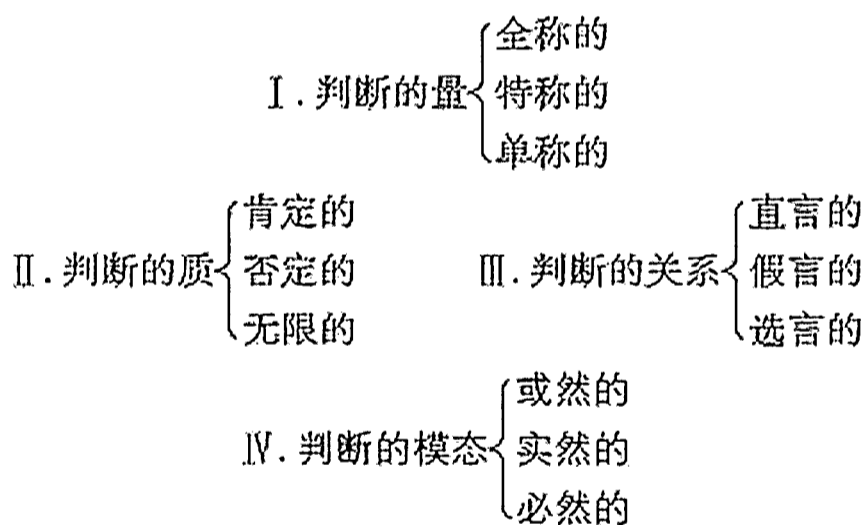 全称的
Ⅰ.判断的量 特称的
单称的
肯定的
Ⅱ.判断的质 否定的
无限的
直言的
Ⅲ.判断的关系 假言的
选言的
或然的
Ⅳ.判断的模态 实然的
必然的